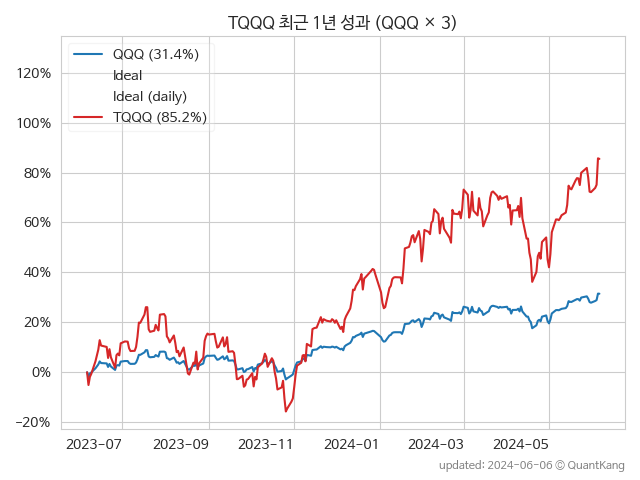 TQQQ 최근 1년 성과 (QQQ × 3)
QQQ (31.4%)
Ideal
Ideal (daily)
TQQQ (85.2%)
120%
100%
80%
60%
40%
20%
0%
−20%
2023−07 2023−09 2023−11 2024−01 2024−03 2024−05
updated: 2024-06-06 © QuantKang